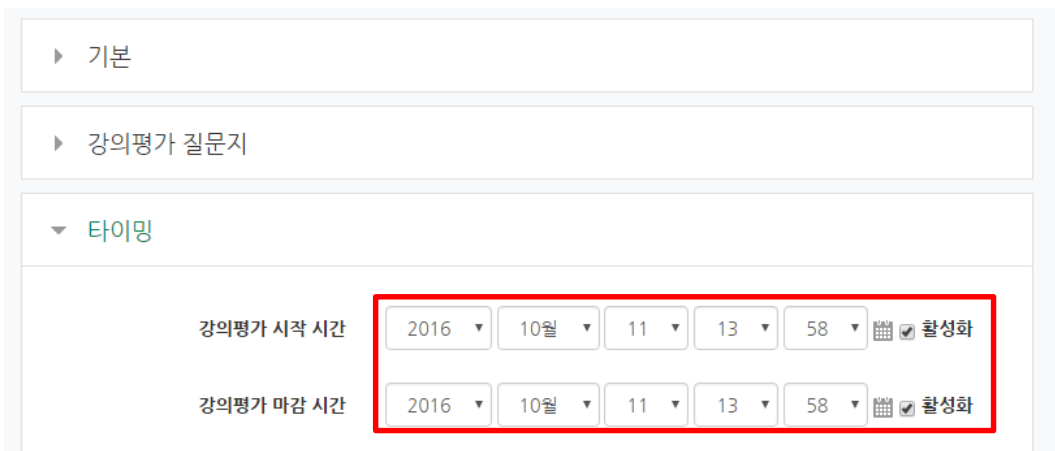 기본
강의평가 질문지
타이밍
강의평가 시작 시간 2016 10월 11 13 58 활성화
강의평가 마감 시간 2016 10월 11 13 58 활성화